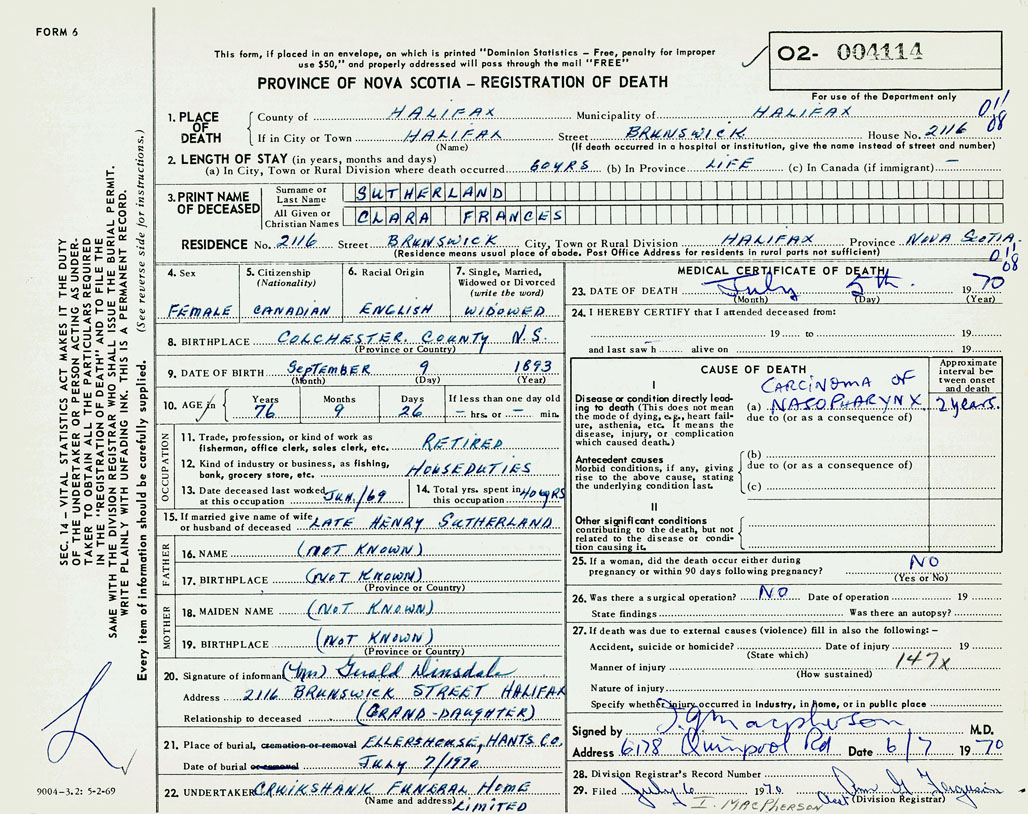 FORM 6
This form, if placed in an envelope, on which is printed "Dominion Statistics – Free, penalty for improper
use $50," and properly addressed will pass through the mail "FREE"
02- 004114
PROVINCE OF NOVA SCOTIA – REGISTRATION OF DEATH
For use of the Department only
1. PLACE OF DEATH
County of HALIFAX Municipality of HALIFAX 011
If in City or Town HALIFAX Street BRUNSWICK House No. 2116 08
(Name) (If death occurred in a hospital or institution, give the name instead of street and number)
2. LENGTH OF STAY (in years, months and days)
(a) In City, Town or Rural Division where death occurred 60 YRS (b) In Province LIFE (c) In Canada (if immigrant) –
3. PRINT NAME OF DECEASED
Surname or Last Name SUTHERLAND
All Given or Christian Names CLARA FRANCES
RESIDENCE No. 2116 Street BRUNSWICK City, Town or Rural Division HALIFAX Province NOVA SCOTIA
(Residence means usual place of abode. Post Office Address for residents in rural parts not sufficient) 011
08
4. Sex
FEMALE
5. Citizenship
(Nationality)
CANADIAN
6. Racial Origin
ENGLISH
7. Single, Married,
Widowed or Divorced
(write the word)
WIDOWED
8. BIRTHPLACE COLCHESTER COUNTY N.S.
(Province or Country)
9. DATE OF BIRTH SEPTEMBER 9 1893
(Month) (Day) (Year)
10. AGE in
Years Months Days If less than one day old
76 9 26 – hrs. or – min.
OCCUPATION
11. Trade, profession, or kind of work as
fisherman, office clerk, sales clerk, etc. RETIRED
12. Kind of industry or business, as fishing,
bank, grocery store, etc. HOUSEDUTIES
13. Date deceased last worked
at this occupation JUN./69
14. Total yrs. spent in
this occupation 40 YRS
15. If married give name of wife
or husband of deceased LATE HENRY SUTHERLAND
FATHER
16. NAME (NOT KNOWN)
17. BIRTHPLACE (NOT KNOWN)
(Province or Country)
MOTHER
18. MAIDEN NAME (NOT KNOWN)
19. BIRTHPLACE (NOT KNOWN)
(Province or Country)
20. Signature of informant (Mrs) Gerald Dinsdale
Address 2116 BRUNSWICK STREET HALIFAX
Relationship to deceased (GRAND-DAUGHTER)
21. Place of burial, cremation or removal ELLERSHOUSE, HANTS CO.
Date of burial or removal JULY 7/1970
22. UNDERTAKER CRUIKSHANK FUNERAL HOME
(Name and address) LIMITED
MEDICAL CERTIFICATE OF DEATH
23. DATE OF DEATH July 5th. 19 70
(Month) (Day) (Year)
24. I HEREBY CERTIFY that I attended deceased from:
19 to 19
and last saw h alive on 19
CAUSE OF DEATH
Approximate
interval between onset
and death
I
Disease or condition directly leading to death (This does not
mean the mode of dying, e.g., heart failure, asthenia, etc. It means the
disease, injury, or complication
which caused death.)
CARCINOMA OF
(a) NASOPHARYNX 2 years.
due to (or as a consequence of)
Antecedent causes
Morbid conditions, if any, giving
rise to the above cause, stating
the underlying condition last.
(b)
due to (or as a consequence of)
(c)
II
Other significant conditions
contributing to the death, but not
related to the disease or condition causing it.
25. If a woman, did the death occur either during
pregnancy or within 90 days following pregnancy? NO
(Yes or No)
26. Was there a surgical operation? NO Date of operation 19
State findings Was there an autopsy?
27. If death was due to external causes (violence) fill in also the following: –
Accident, suicide or homicide? Date of injury 19
(State which) 147x
Manner of injury
(How sustained)
Nature of injury
Specify whether injury occurred in Industry, in Home, or in public place
Signed by J.G. Macpherson M.D.
Address 6178 Quinpool Rd Date 6/7 19 70
28. Division Registrar's Record Number
29. Filed July 6 1970 Ferguson
I. MACPHERSON (Division Registrar)
SEC. 14 – VITAL STATISTICS ACT MAKES IT THE DUTY
OF THE UNDERTAKER OR PERSON ACTING AS UNDER-
TAKER TO OBTAIN ALL THE PARTICULARS REQUIRED
IN THE "REGISTRATION OF DEATH" AND TO FILE THE
SAME WITH THE DIVISION REGISTRAR WHO SHALL ISSUE THE BURIAL PERMIT.
WRITE PLAINLY WITH UNFADING INK. THIS IS A PERMANENT RECORD.
Every item of information should be carefully supplied. (See reverse side for instructions.)
9004-3.2: 5-2-69